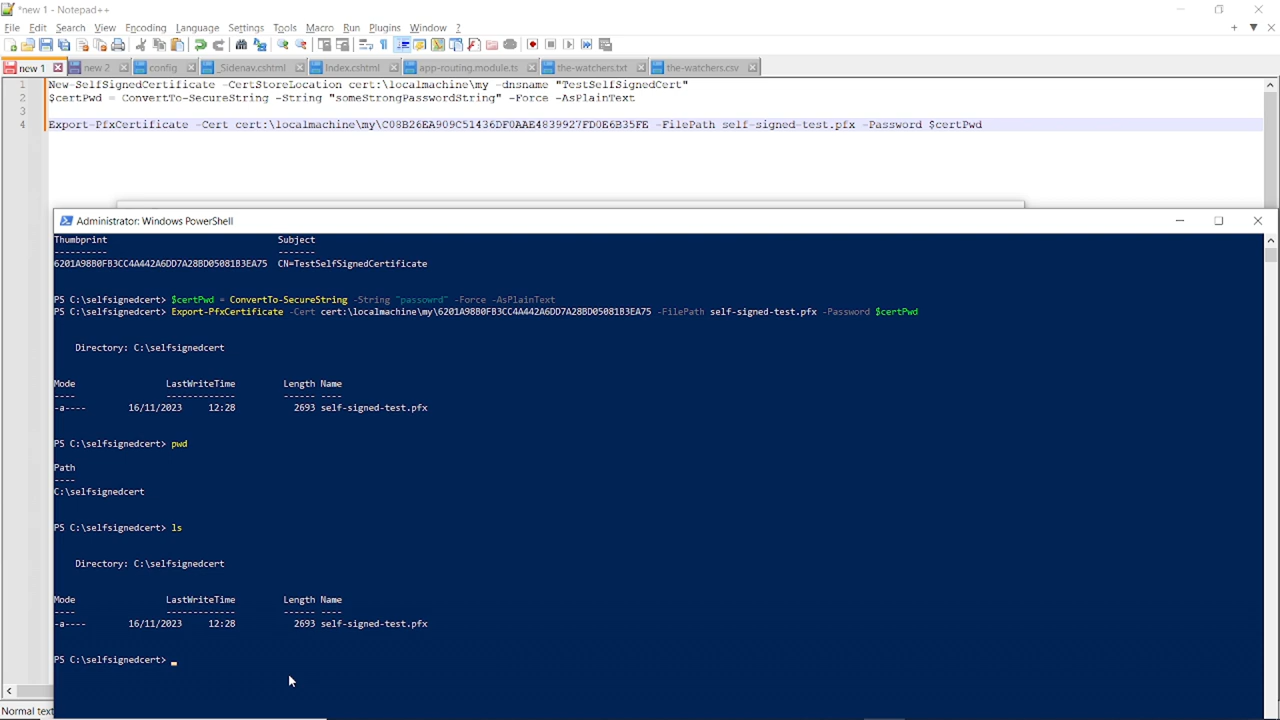 *new 1 - Notepad++
File Edit Search View Encoding Language Settings Tools Macro Run Plugins Window ?
new 1 new 2 config _Sidenav.cshtml Index.cshtml app-routing.module.ts the-watchers.txt the-watchers.csv
1 New-SelfSignedCertificate -CertStoreLocation cert:\localmachine\my -dnsname "TestSelfSignedCert"
2 $certPwd = ConvertTo-SecureString -String "someStrongPasswordString" -Force -AsPlainText
3
4 Export-PfxCertificate -Cert cert:\localmachine\my\C08B26EA909C51436DF0AAE4839927FD0E6B35FE -FilePath self-signed-test.pfx -Password $certPwd
Administrator: Windows PowerShell
Thumbprint Subject
---------- -------
6201A98B0FB3CC4A442A6DD7A28BD05081B3EA75 CN=TestSelfSignedCertificate
PS C:\selfsignedcert> $certPwd = ConvertTo-SecureString -String "passowrd" -Force -AsPlainText
PS C:\selfsignedcert> Export-PfxCertificate -Cert cert:\localmachine\my\6201A98B0FB3CC4A442A6DD7A28BD05081B3EA75 -FilePath self-signed-test.pfx -Password $certPwd
Directory: C:\selfsignedcert
Mode LastWriteTime Length Name
---- ------------- ------ ----
-a---- 16/11/2023 12:28 2693 self-signed-test.pfx
PS C:\selfsignedcert> pwd
Path
----
C:\selfsignedcert
PS C:\selfsignedcert> ls
Directory: C:\selfsignedcert
Mode LastWriteTime Length Name
---- ------------- ------ ----
-a---- 16/11/2023 12:28 2693 self-signed-test.pfx
PS C:\selfsignedcert>
Normal text